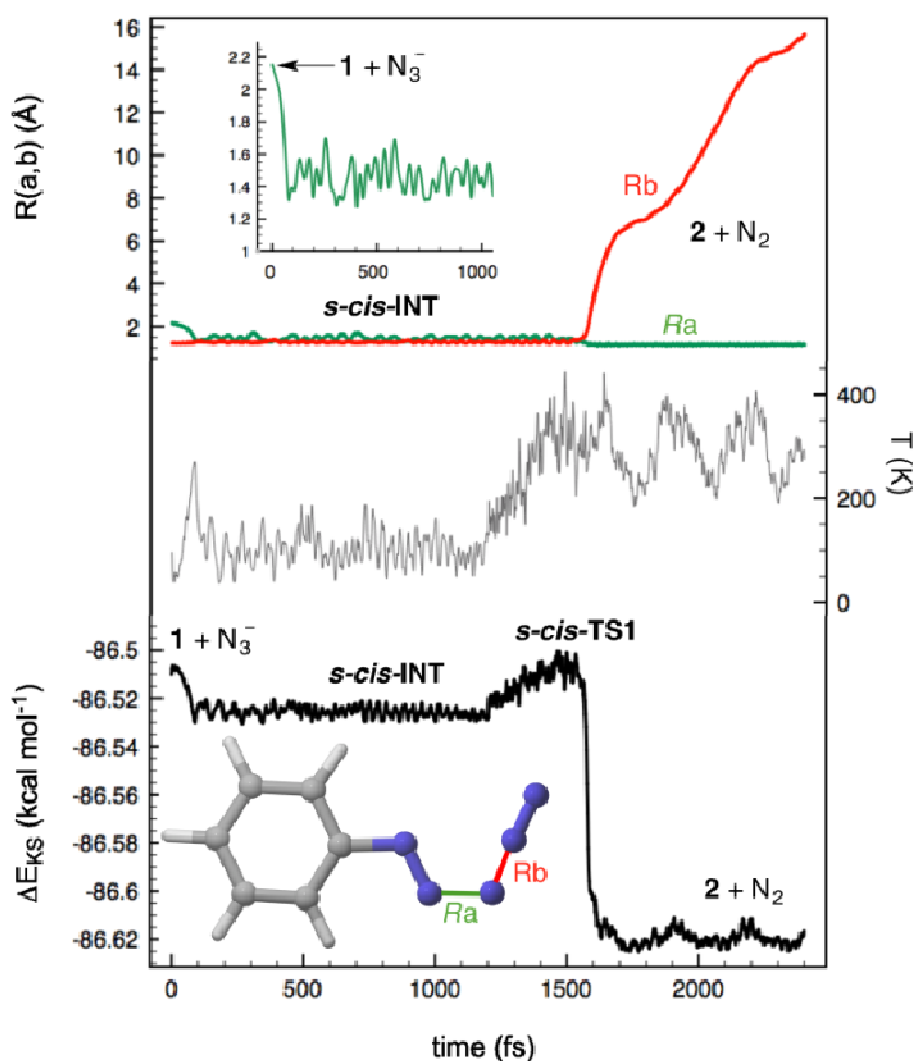 R(a,b) (Å)
16
14
12
10
8
6
4
2
2.2
2
1.8
1.6
1.4
1.2
1
0
500
1000
1 + N₃⁻
s-cis-INT
Rb
2 + N₂
Ra
400
200
0
T (K)
1 + N₃⁻
s-cis-INT
s-cis-TS1
-86.5
-86.52
-86.54
-86.56
-86.58
-86.6
-86.62
ΔE_KS (kcal mol⁻¹)
Rb
Ra
2 + N₂
0
500
1000
1500
2000
time (fs)